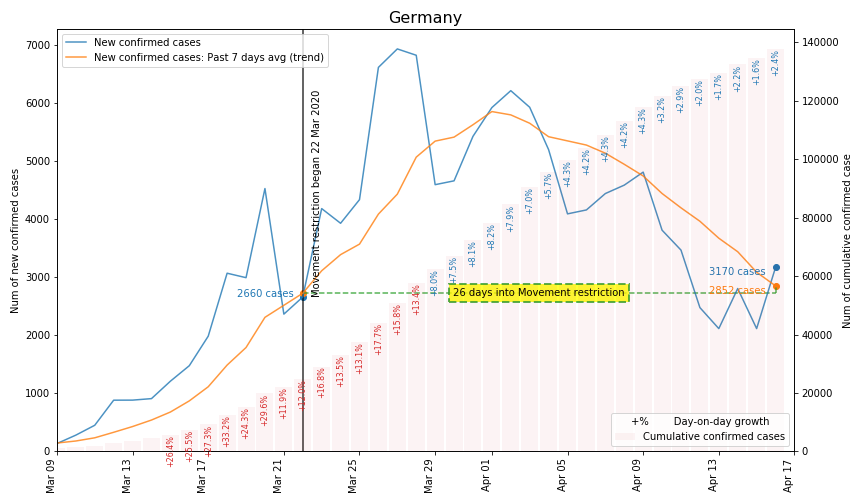 Germany
New confirmed cases
New confirmed cases: Past 7 days avg (trend)
7000
6000
5000
4000
3000
2000
1000
0
Num of new confirmed cases
140000
120000
100000
80000
60000
40000
20000
0
Num of cumulative confirmed case
Movement restriction began 22 Mar 2020
2660 cases
26 days into Movement restriction
3170 cases
2852 cases
+26.4%
+25.5%
+27.3%
+33.2%
+24.3%
+29.6%
+11.9%
+12.0%
+16.8%
+13.5%
+13.1%
+17.7%
+15.8%
+13.4%
+8.0%
+7.5%
+8.1%
+8.2%
+7.9%
+7.0%
+5.7%
+4.3%
+4.2%
+4.3%
+4.2%
+4.3%
+3.2%
+2.9%
+2.0%
+1.7%
+2.2%
+1.6%
+2.4%
+% Day-on-day growth
Cumulative confirmed cases
Mar 09
Mar 13
Mar 17
Mar 21
Mar 25
Mar 29
Apr 01
Apr 05
Apr 09
Apr 13
Apr 17